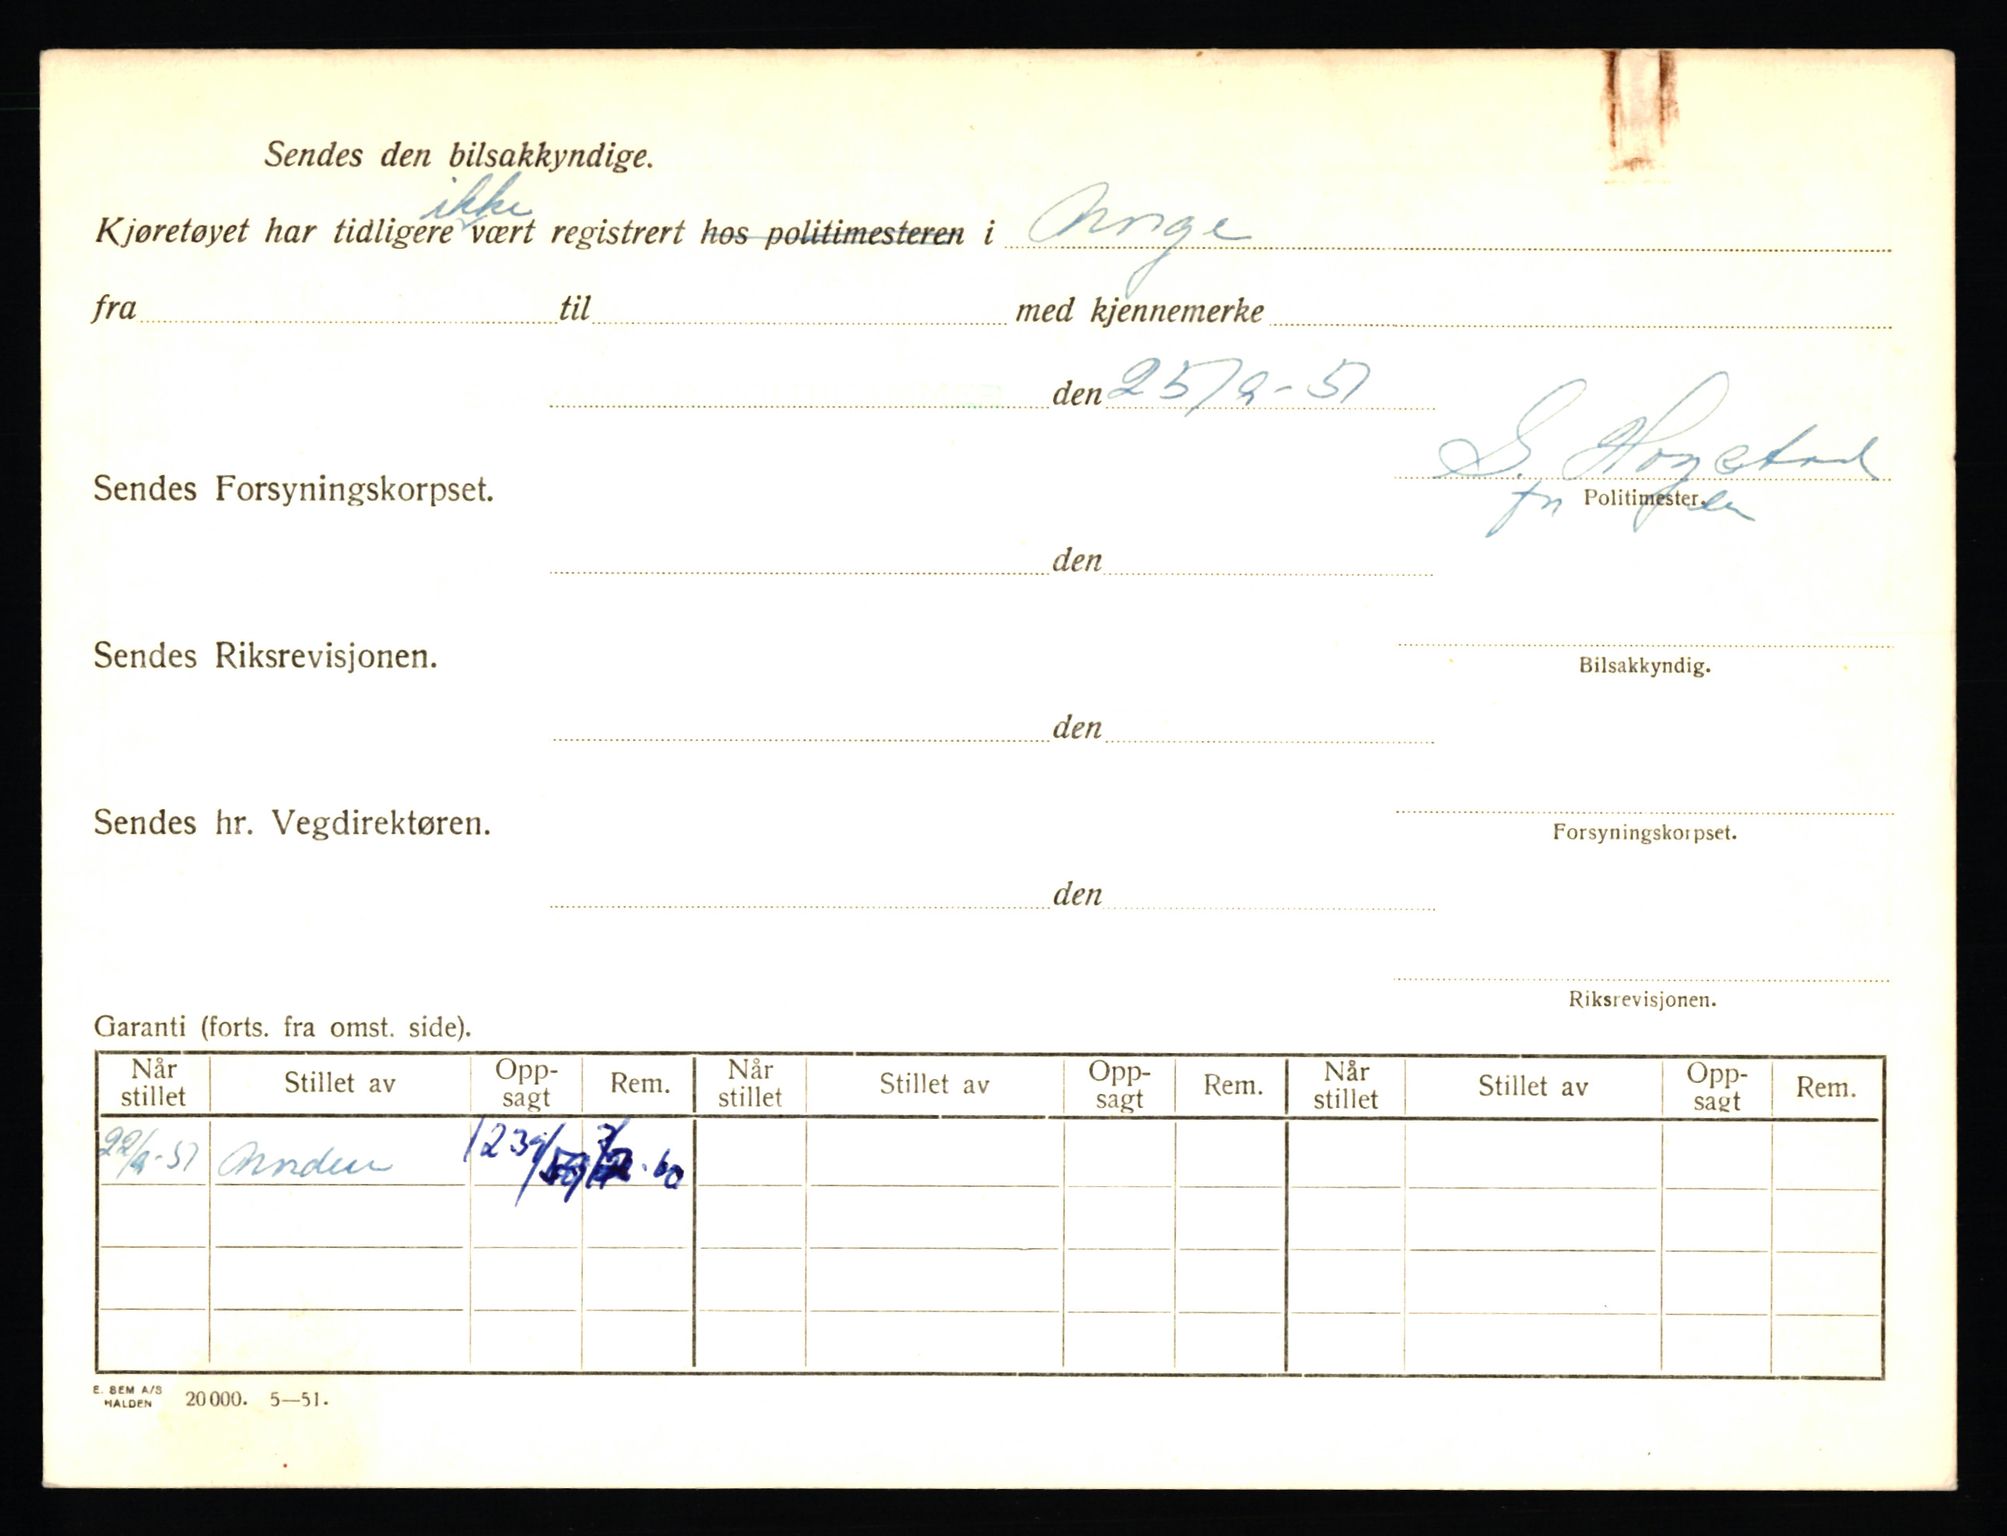 Sendes den bilsakkyndige.
Kjøretøyet har tidligere ikke vært registrert hos politimesteren i Norge
fra til med kjennemerke
den 25/9-51
Sendes Forsyningskorpset.
S. Hogstad
fn Politimester.
den
Sendes Riksrevisjonen.
Bilsakkyndig.
den
Sendes hr. Vegdirektøren.
Forsyningskorpset.
den
Riksrevisjonen.
Garanti (forts. fra omst. side).
Når stillet Stillet av Opp-sagt Rem. Når stillet Stillet av Opp-sagt Rem. Når stillet Stillet av Opp-sagt Rem.
22/9-51 Norden
E. SEM A/S
HALDEN 20000. 5—51.